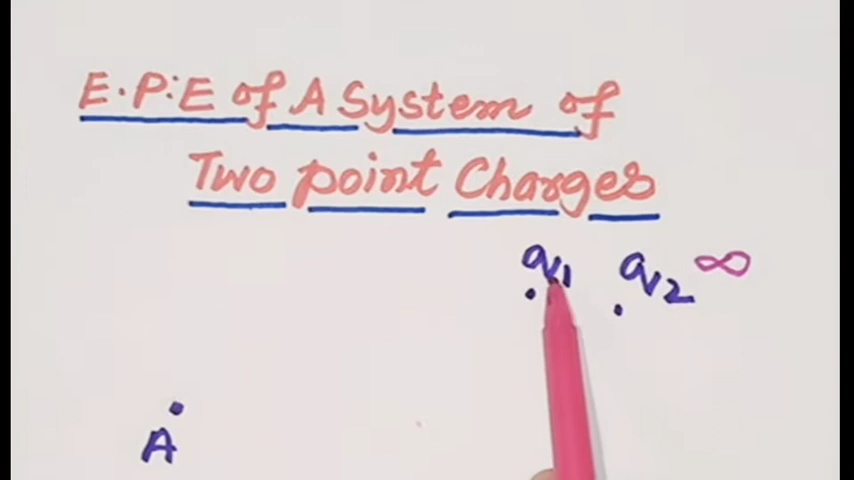 E.P.E of A System of
Two point Charges
q1 q2 ∞
A